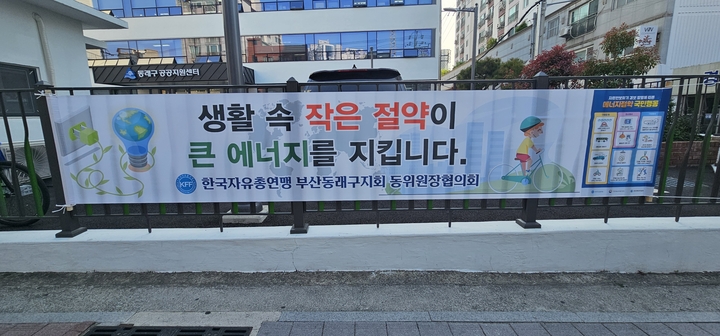 동래구 공공지원센터
생활 속 작은 절약이
큰 에너지를 지킵니다.
KFF 한국자유총연맹 부산동래구지회 동위원장협의회
에너지절약 국민행동